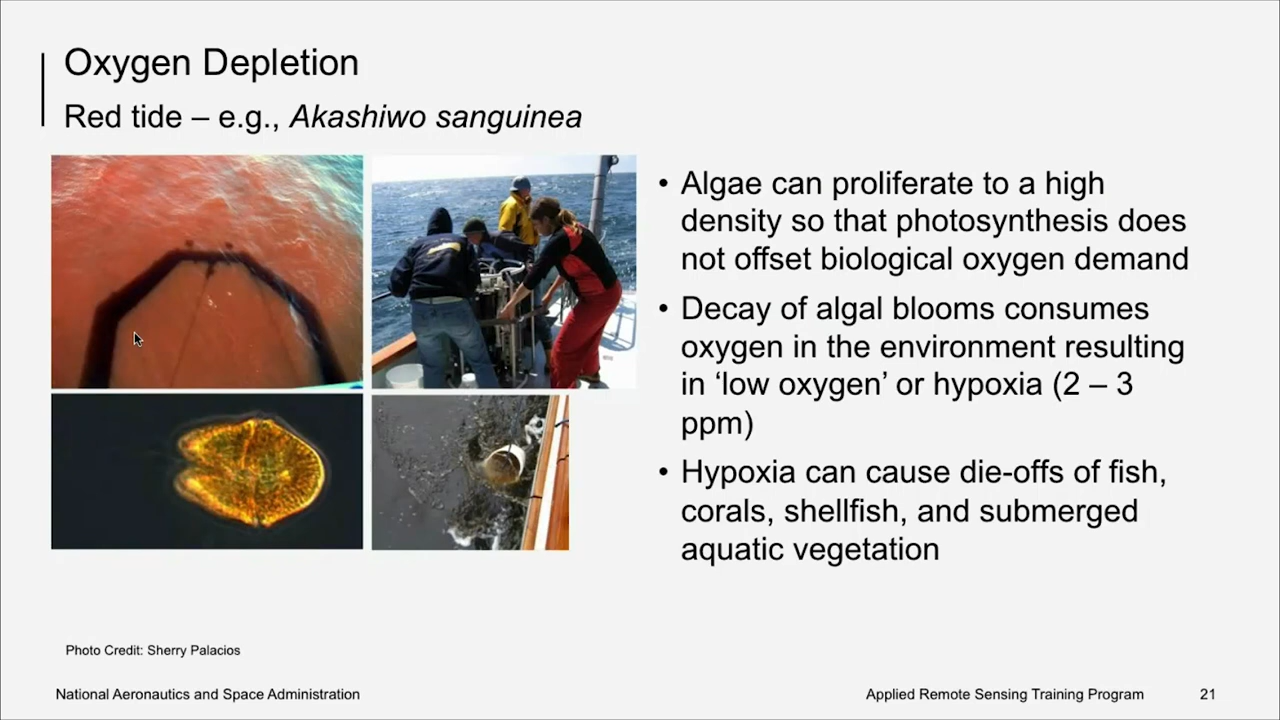 Oxygen Depletion
Red tide – e.g., Akashiwo sanguinea
• Algae can proliferate to a high
density so that photosynthesis does
not offset biological oxygen demand
• Decay of algal blooms consumes
oxygen in the environment resulting
in ‘low oxygen’ or hypoxia (2 – 3
ppm)
• Hypoxia can cause die-offs of fish,
corals, shellfish, and submerged
aquatic vegetation
Photo Credit: Sherry Palacios
National Aeronautics and Space Administration
Applied Remote Sensing Training Program
21